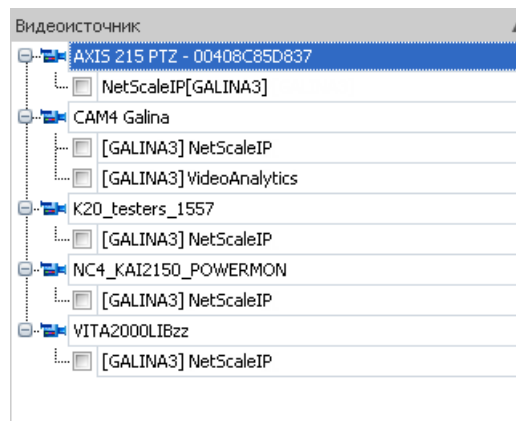 Видеоисточник
AXIS 215 PTZ - 00408C85D837
NetScaleIP[GALINA3]
CAM4 Galina
[GALINA3] NetScaleIP
[GALINA3] VideoAnalytics
K20_testers_1557
[GALINA3] NetScaleIP
NC4_KAI2150_POWERMON
[GALINA3] NetScaleIP
VITA2000LIBzz
[GALINA3] NetScaleIP